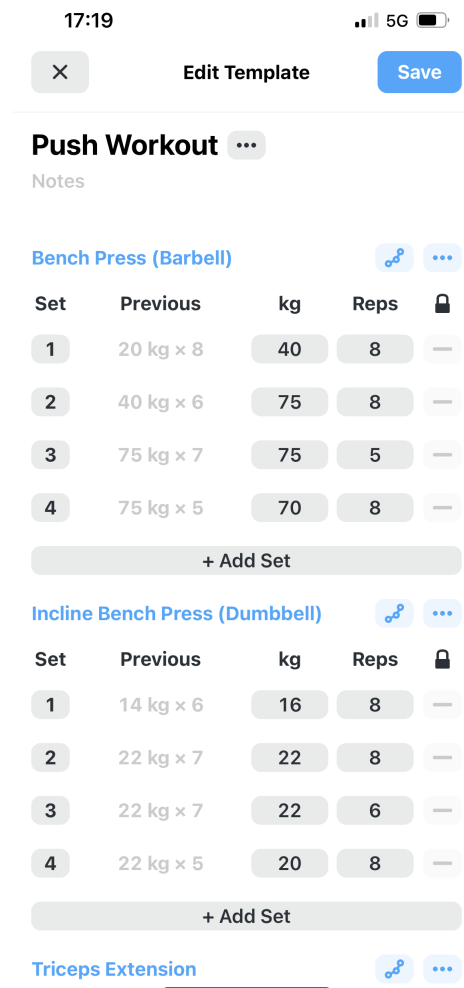 17:19 5G
Edit Template Save
Push Workout •••
Notes
Bench Press (Barbell) •••
Set Previous kg Reps
1 20 kg × 8 40 8
2 40 kg × 6 75 8
3 75 kg × 7 75 5
4 75 kg × 5 70 8
+ Add Set
Incline Bench Press (Dumbbell) •••
Set Previous kg Reps
1 14 kg × 6 16 8
2 22 kg × 7 22 8
3 22 kg × 7 22 6
4 22 kg × 5 20 8
+ Add Set
Triceps Extension •••